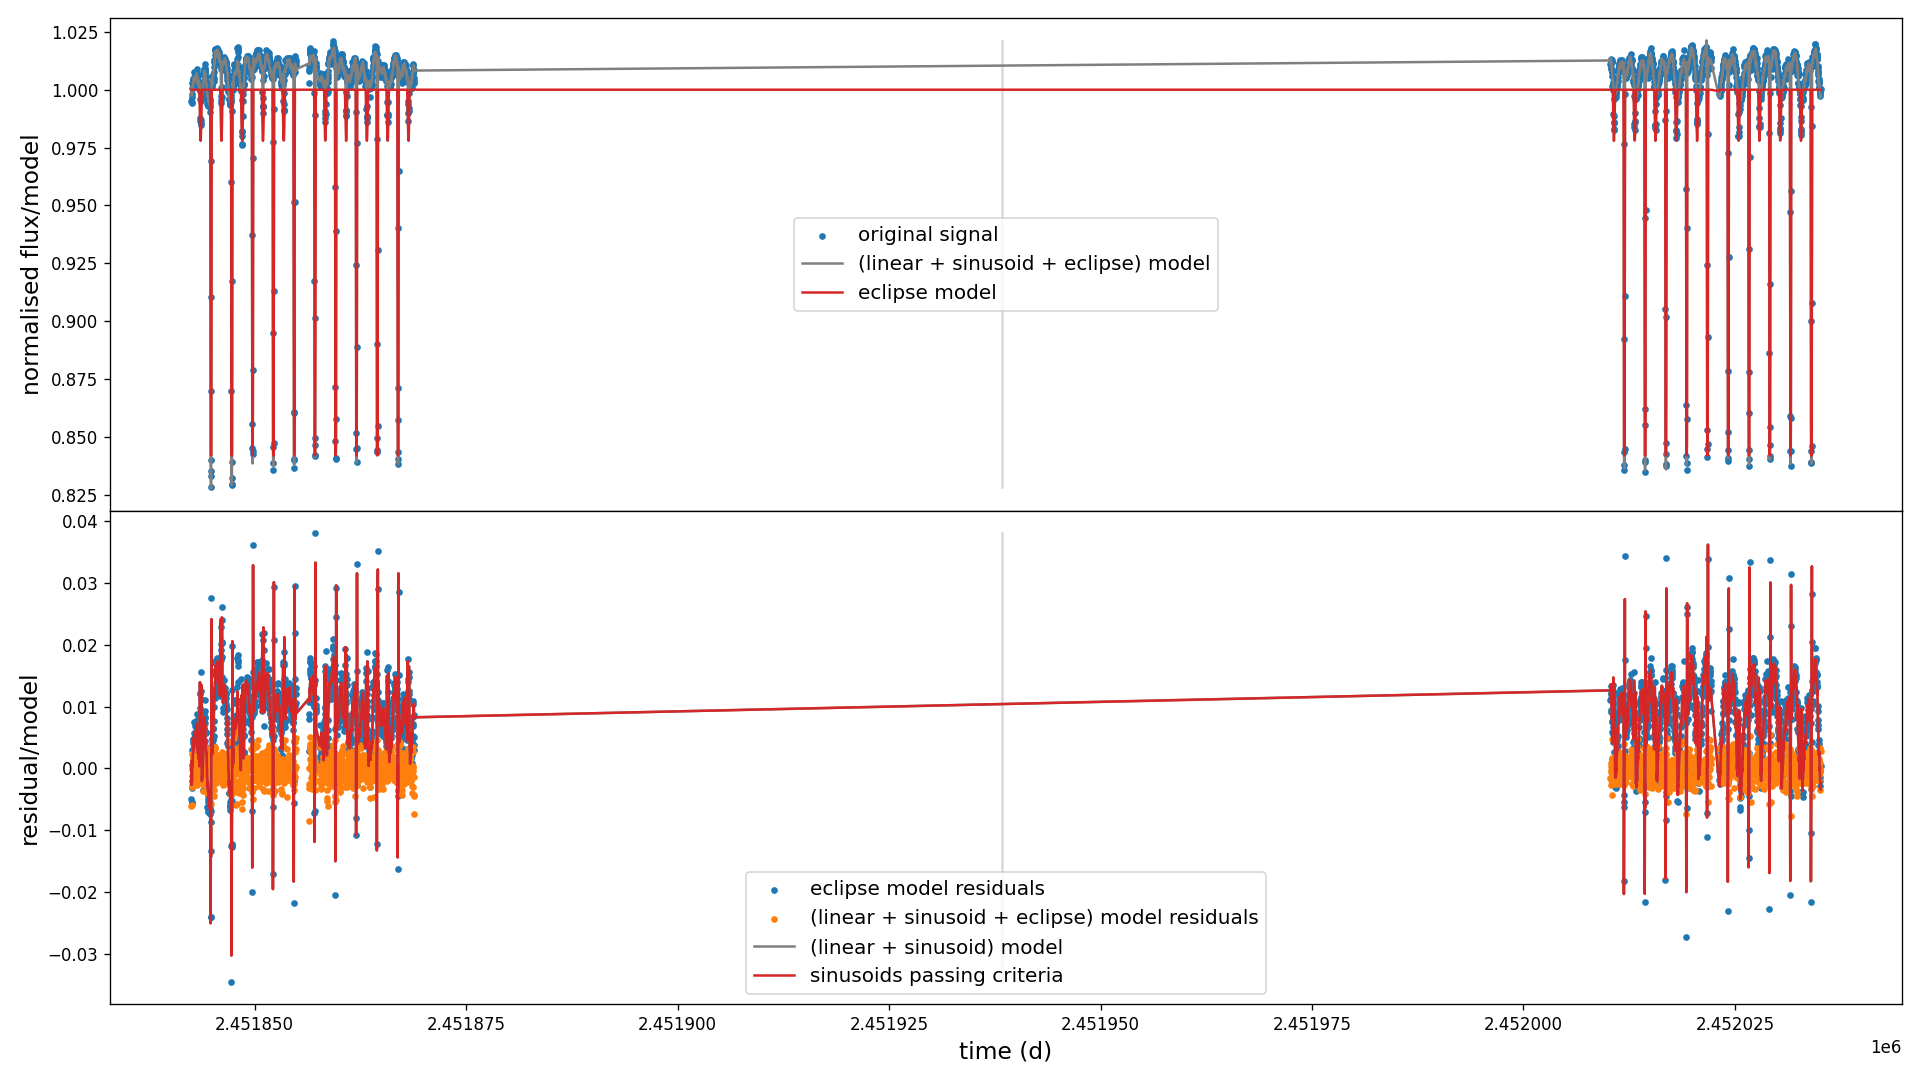 normalised flux/model
1.025
1.000
0.975
0.950
0.925
0.900
0.875
0.850
0.825
original signal
(linear + sinusoid + eclipse) model
eclipse model
residual/model
0.04
0.03
0.02
0.01
0.00
−0.01
−0.02
−0.03
eclipse model residuals
(linear + sinusoid + eclipse) model residuals
(linear + sinusoid) model
sinusoids passing criteria
2.451850 2.451875 2.451900 2.451925 2.451950 2.451975 2.452000 2.452025
1e6
time (d)